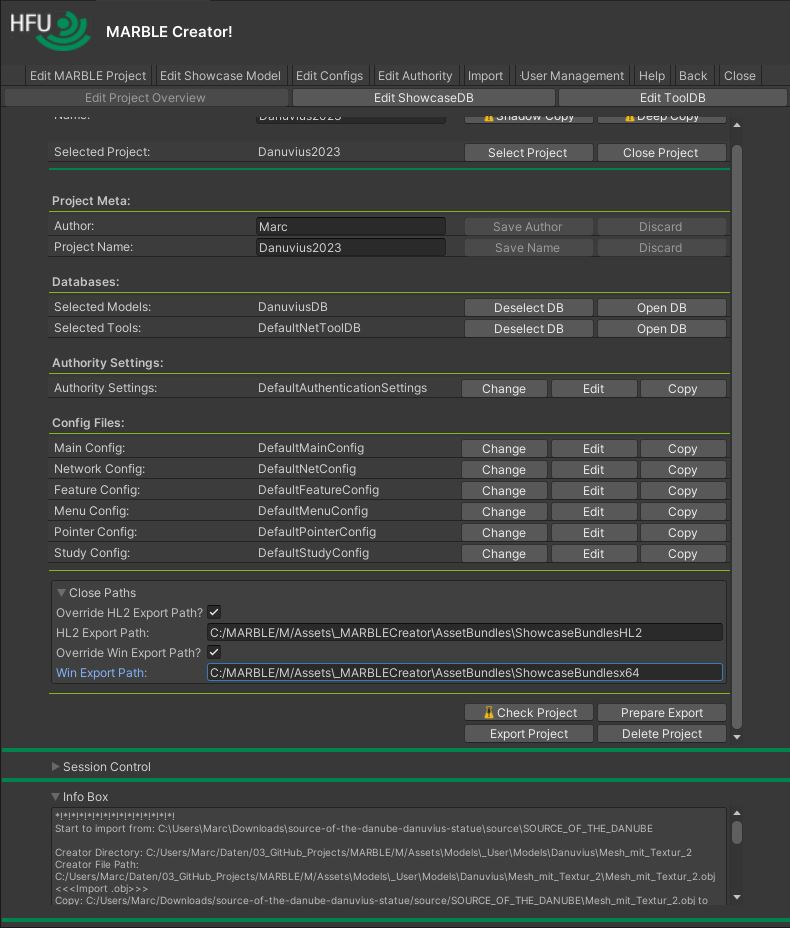 HFU
MARBLE Creator!
Edit MARBLE Project Edit Showcase Model Edit Configs Edit Authority Import User Management Help Back Close
Edit Project Overview Edit ShowcaseDB Edit ToolDB
Name: Danuvius2023 Shadow Copy Deep Copy
Selected Project: Danuvius2023 Select Project Close Project
Project Meta:
Author: Marc Save Author Discard
Project Name: Danuvius2023 Save Name Discard
Databases:
Selected Models: DanuviusDB Deselect DB Open DB
Selected Tools: DefaultNetToolDB Deselect DB Open DB
Authority Settings:
Authority Settings: DefaultAuthenticationSettings Change Edit Copy
Config Files:
Main Config: DefaultMainConfig Change Edit Copy
Network Config: DefaultNetConfig Change Edit Copy
Feature Config: DefaultFeatureConfig Change Edit Copy
Menu Config: DefaultMenuConfig Change Edit Copy
Pointer Config: DefaultPointerConfig Change Edit Copy
Study Config: DefaultStudyConfig Change Edit Copy
Close Paths
Override HL2 Export Path?
HL2 Export Path: C:/MARBLE/M/Assets\_MARBLECreator\AssetBundles\ShowcaseBundlesHL2
Override Win Export Path?
Win Export Path: C:/MARBLE/M/Assets\_MARBLECreator\AssetBundles\ShowcaseBundlesx64
Check Project Prepare Export
Export Project Delete Project
Session Control
Info Box
*!*!*!*!*!*!*!*!*!*!*!*!*!*!*!
Start to import from: C:\Users\Marc\Downloads\source-of-the-danube-danuvius-statue\source\SOURCE_OF_THE_DANUBE
Creator Directory: C:/Users/Marc/Daten/03_GitHub_Projects/MARBLE/M/Assets\Models\_User\Models\Danuvius\Mesh_mit_Textur_2
Creator File Path:
C:/Users/Marc/Daten/03_GitHub_Projects/MARBLE/M/Assets\Models\_User\Models\Danuvius\Mesh_mit_Textur_2\Mesh_mit_Textur_2.obj
<<<Import .obj>>>
Copy: C:/Users/Marc/Downloads/source-of-the-danube-danuvius-statue/source/SOURCE_OF_THE_DANUBE\Mesh_mit_Textur_2.obj to